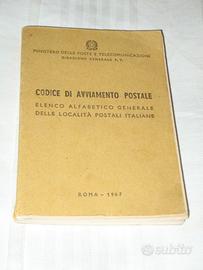 MINISTERO DELLE POSTE E TELECOMUNICAZIONI
DIREZIONE GENERALE P. T.
CODICE DI AVVIAMENTO POSTALE
ELENCO ALFABETICO GENERALE
DELLE LOCALITÀ POSTALI ITALIANE
ROMA - 1967
subito